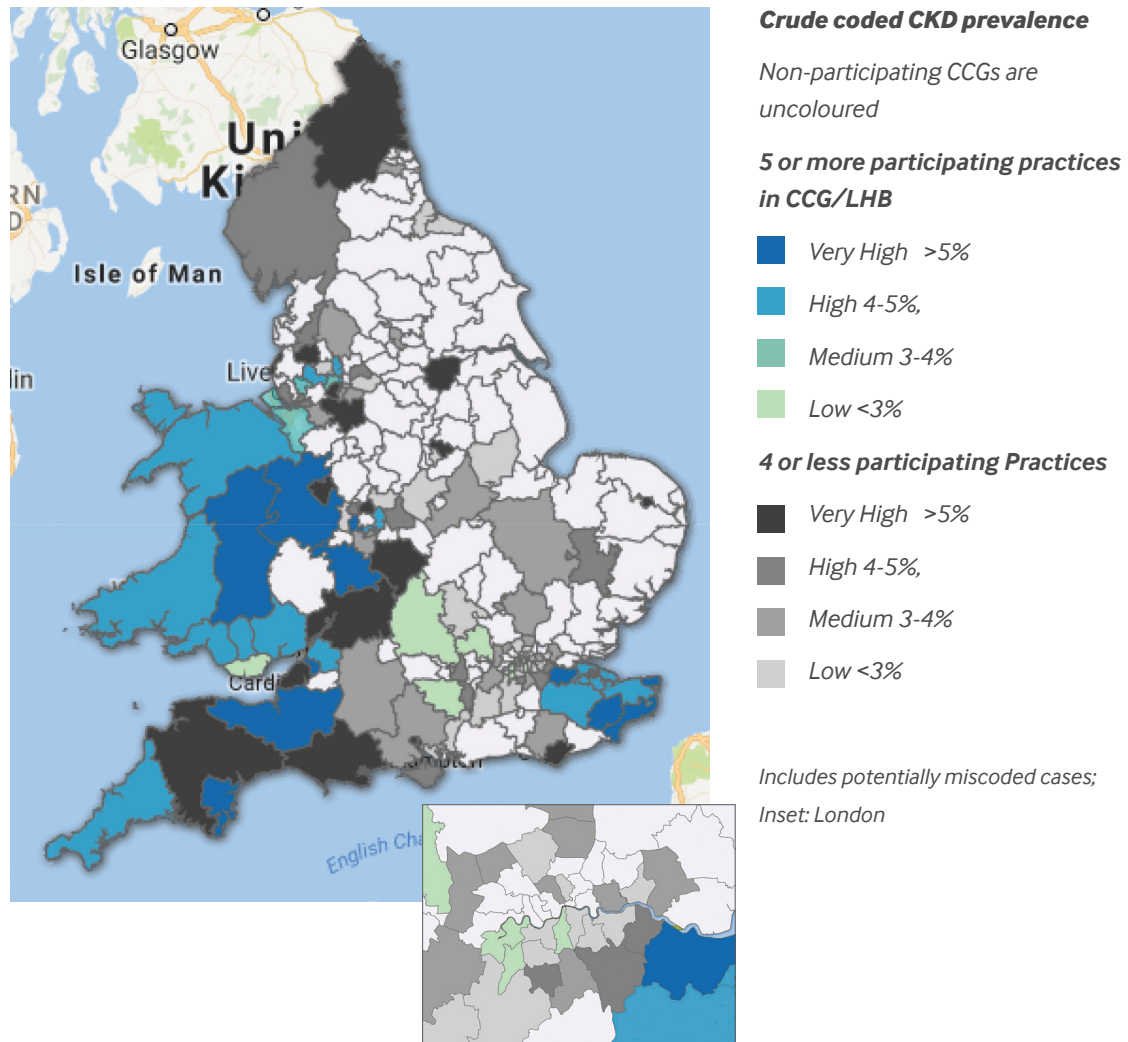 Glasgow
Uni
Ki
RN
D
Isle of Man
Live
lin
Cardi
English Cha
Crude coded CKD prevalence
Non-participating CCGs are
uncoloured
5 or more participating practices
in CCG/LHB
Very High >5%
High 4-5%,
Medium 3-4%
Low <3%
4 or less participating Practices
Very High >5%
High 4-5%,
Medium 3-4%
Low <3%
Includes potentially miscoded cases;
Inset: London